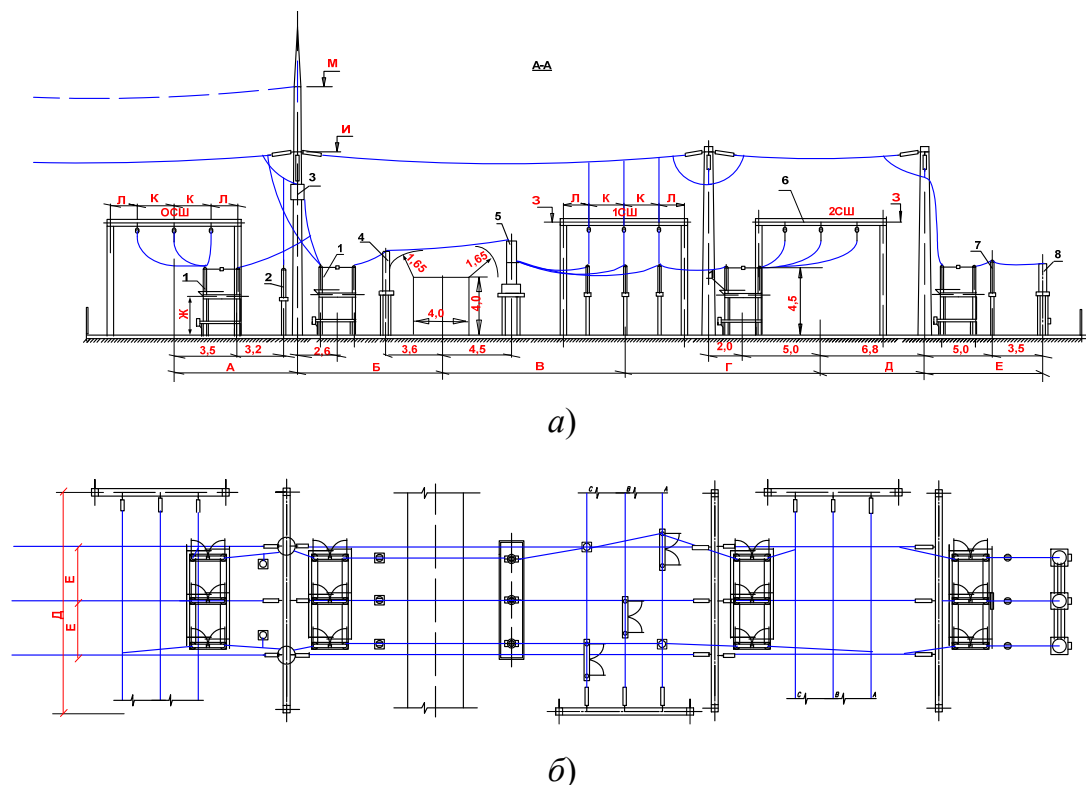 М
А-А
И
3
Л К К Л
ОСШ
З
Л К К Л
1СШ
6
З
2СШ
5
4
1,65
1,65
1
1
2
7
8
Ж
4,0
4,0
4,5
3,5 3,2 2,6 3,6 4,5 2,0 5,0 6,8 5,0 3,5
А Б В Г Д Е
а)
С В А
Е
Д
Е
С В А
б)